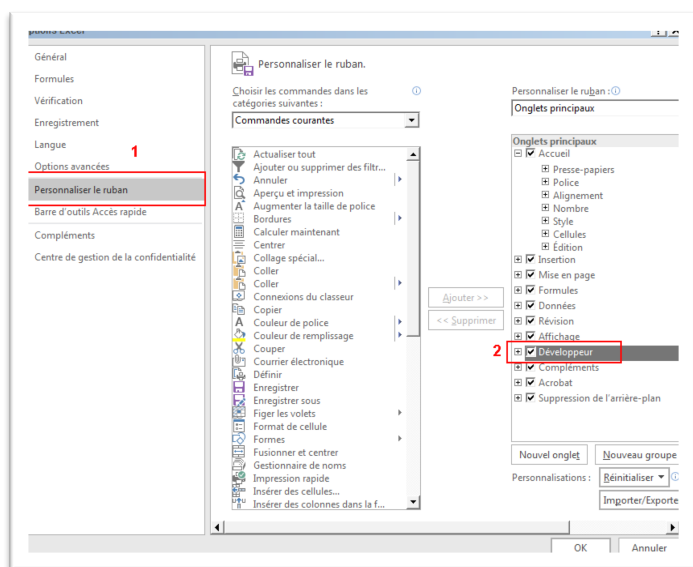 ptions Excel
Général
Formules
Vérification
Enregistrement
Langue
1
Options avancées
Personnaliser le ruban
Barre d'outils Accès rapide
Compléments
Centre de gestion de la confidentialité
Personnaliser le ruban.
Choisir les commandes dans les
catégories suivantes :
Commandes courantes
Actualiser tout
Ajouter ou supprimer des filtr...
Annuler
Aperçu et impression
Augmenter la taille de police
Bordures
Calculer maintenant
Centrer
Collage spécial...
Coller
Coller
Connexions du classeur
Copier
Couleur de police
Couleur de remplissage
Couper
Courrier électronique
Définir
Enregistrer
Enregistrer sous
Figer les volets
Format de cellule
Formes
Fusionner et centrer
Gestionnaire de noms
Impression rapide
Insérer des cellules...
Insérer des colonnes dans la f...
Ajouter >>
<< Supprimer
Personnaliser le ruban :
Onglets principaux
Onglets principaux
Accueil
Presse-papiers
Police
Alignement
Nombre
Style
Cellules
Édition
Insertion
Mise en page
Formules
Données
Révision
Affichage
2
Développeur
Compléments
Acrobat
Suppression de l'arrière-plan
Nouvel onglet
Nouveau groupe
Personnalisations :
Réinitialiser
Importer/Exporte
OK
Annuler